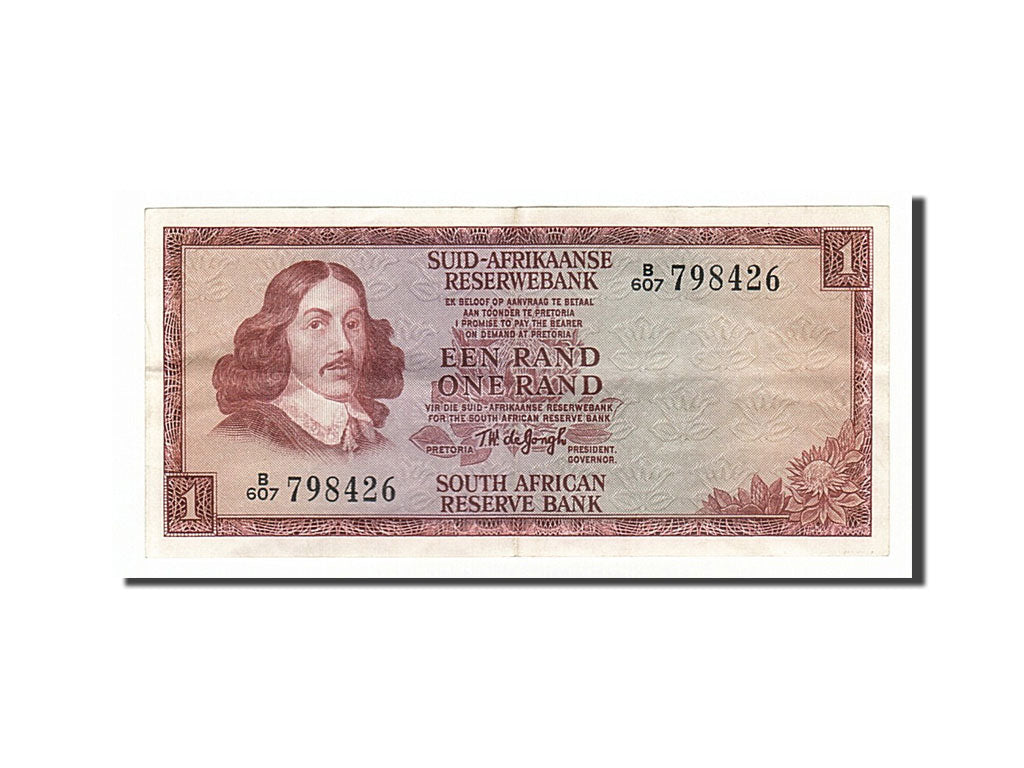 1
SUID-AFRIKAANSE
RESERWEBANK
B/607 798426
EK BELOOF OP AANVRAAG TE BETAAL
AAN TOONDER TE PRETORIA
I PROMISE TO PAY THE BEARER
ON DEMAND AT PRETORIA
EEN RAND
ONE RAND
VIR DIE SUID-AFRIKAANSE RESERWEBANK
FOR THE SOUTH AFRICAN RESERVE BANK
T.W. de Jongh
PRETORIA PRESIDENT.
GOVERNOR.
B/607 798426
SOUTH AFRICAN
RESERVE BANK
1